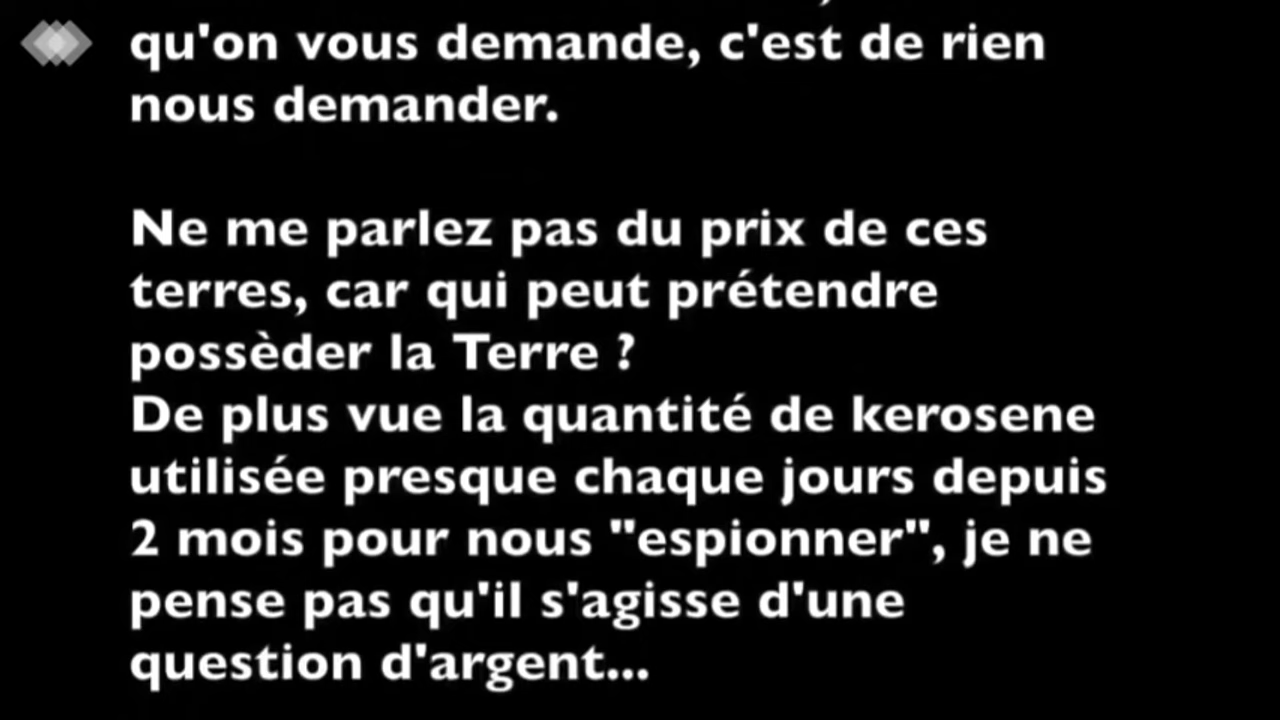 qu'on vous demande, c'est de rien
nous demander.
Ne me parlez pas du prix de ces
terres, car qui peut prétendre
possèder la Terre ?
De plus vue la quantité de kerosene
utilisée presque chaque jours depuis
2 mois pour nous "espionner", je ne
pense pas qu'il s'agisse d'une
question d'argent...